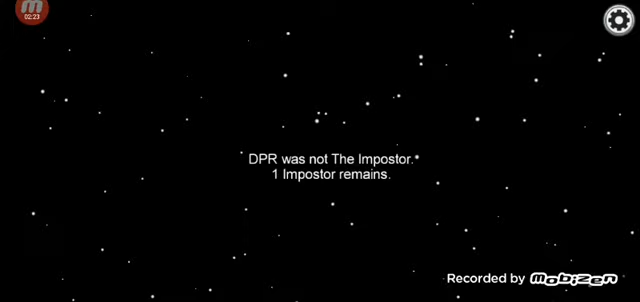 02:23
DPR was not The Impostor.
1 Impostor remains.
Recorded by mobizen